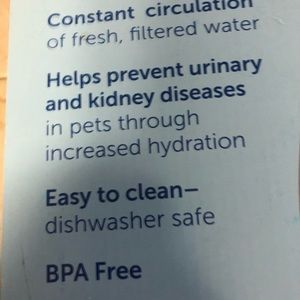 Constant circulation
of fresh, filtered water
Helps prevent urinary
and kidney diseases
in pets through
increased hydration
Easy to clean—
dishwasher safe
BPA Free